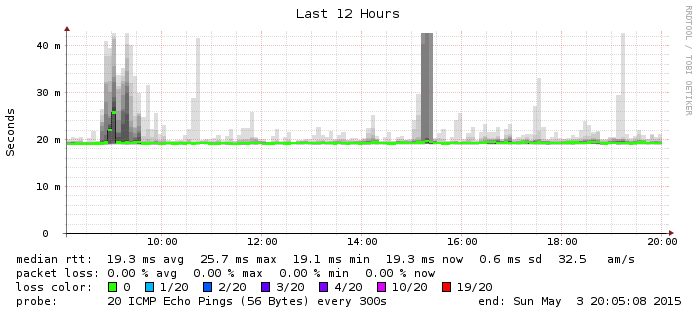 Last 12 Hours
RRDTOOL / TOBI OETIKER
Seconds
40 m
30 m
20 m
10 m
0
10:00 12:00 14:00 16:00 18:00 20:00
median rtt: 19.3 ms avg 25.7 ms max 19.1 ms min 19.3 ms now 0.6 ms sd 32.5 am/s
packet loss: 0.00 % avg 0.00 % max 0.00 % min 0.00 % now
loss color: 0 1/20 2/20 3/20 4/20 10/20 19/20
probe: 20 ICMP Echo Pings (56 Bytes) every 300s end: Sun May 3 20:05:08 2015